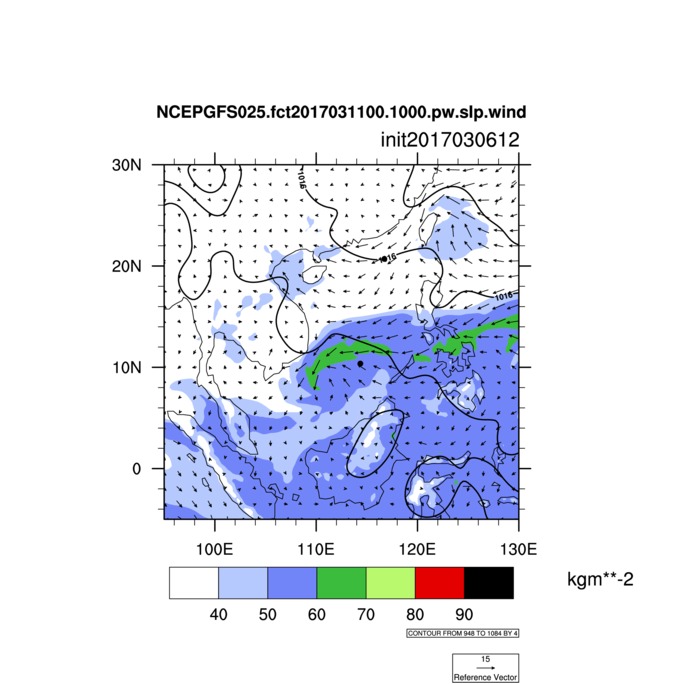 NCEPGFS025.fct2017031100.1000.pw.slp.wind
init2017030612
30N
1016
20N
1016
1016
10N
0
100E 110E 120E 130E
kgm**-2
40 50 60 70 80 90
CONTOUR FROM 948 TO 1084 BY 4
15
Reference Vector